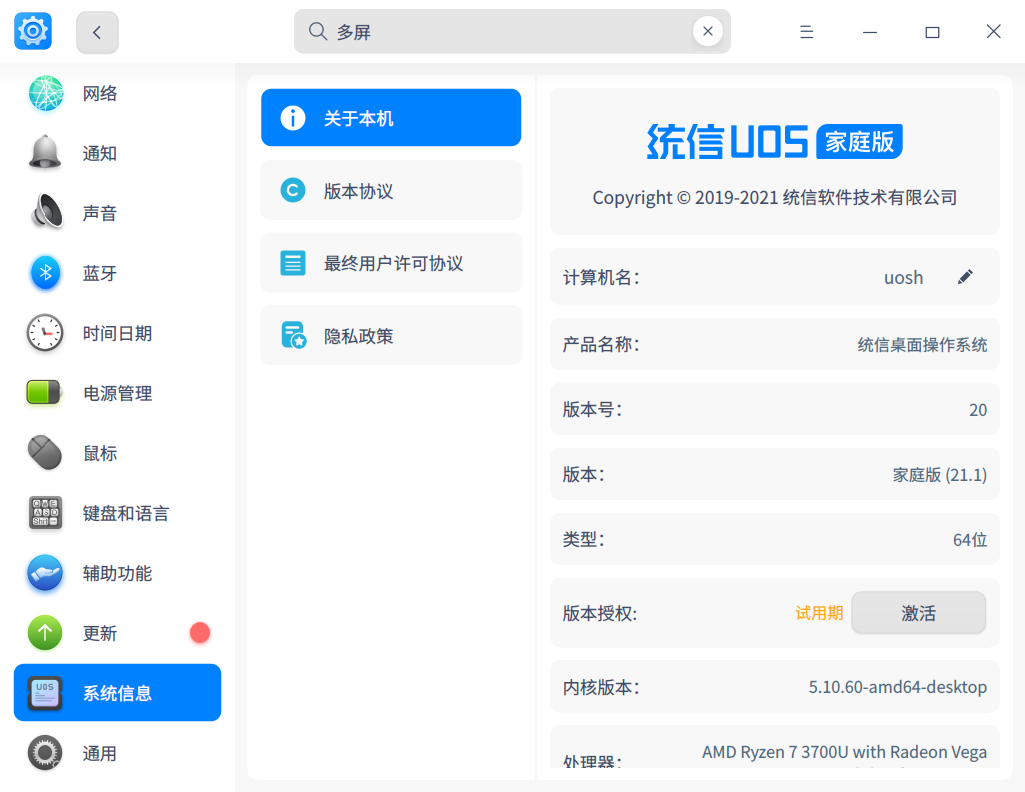 多屏
网络
通知
声音
蓝牙
时间日期
电源管理
鼠标
键盘和语言
辅助功能
更新
UOS
系统信息
通用
关于本机
版本协议
最终用户许可协议
隐私政策
统信UOS 家庭版
Copyright © 2019-2021 统信软件技术有限公司
计算机名： uosh
产品名称： 统信桌面操作系统
版本号： 20
版本： 家庭版 (21.1)
类型： 64位
版本授权: 试用期 激活
内核版本： 5.10.60-amd64-desktop
处理器： AMD Ryzen 7 3700U with Radeon Vega